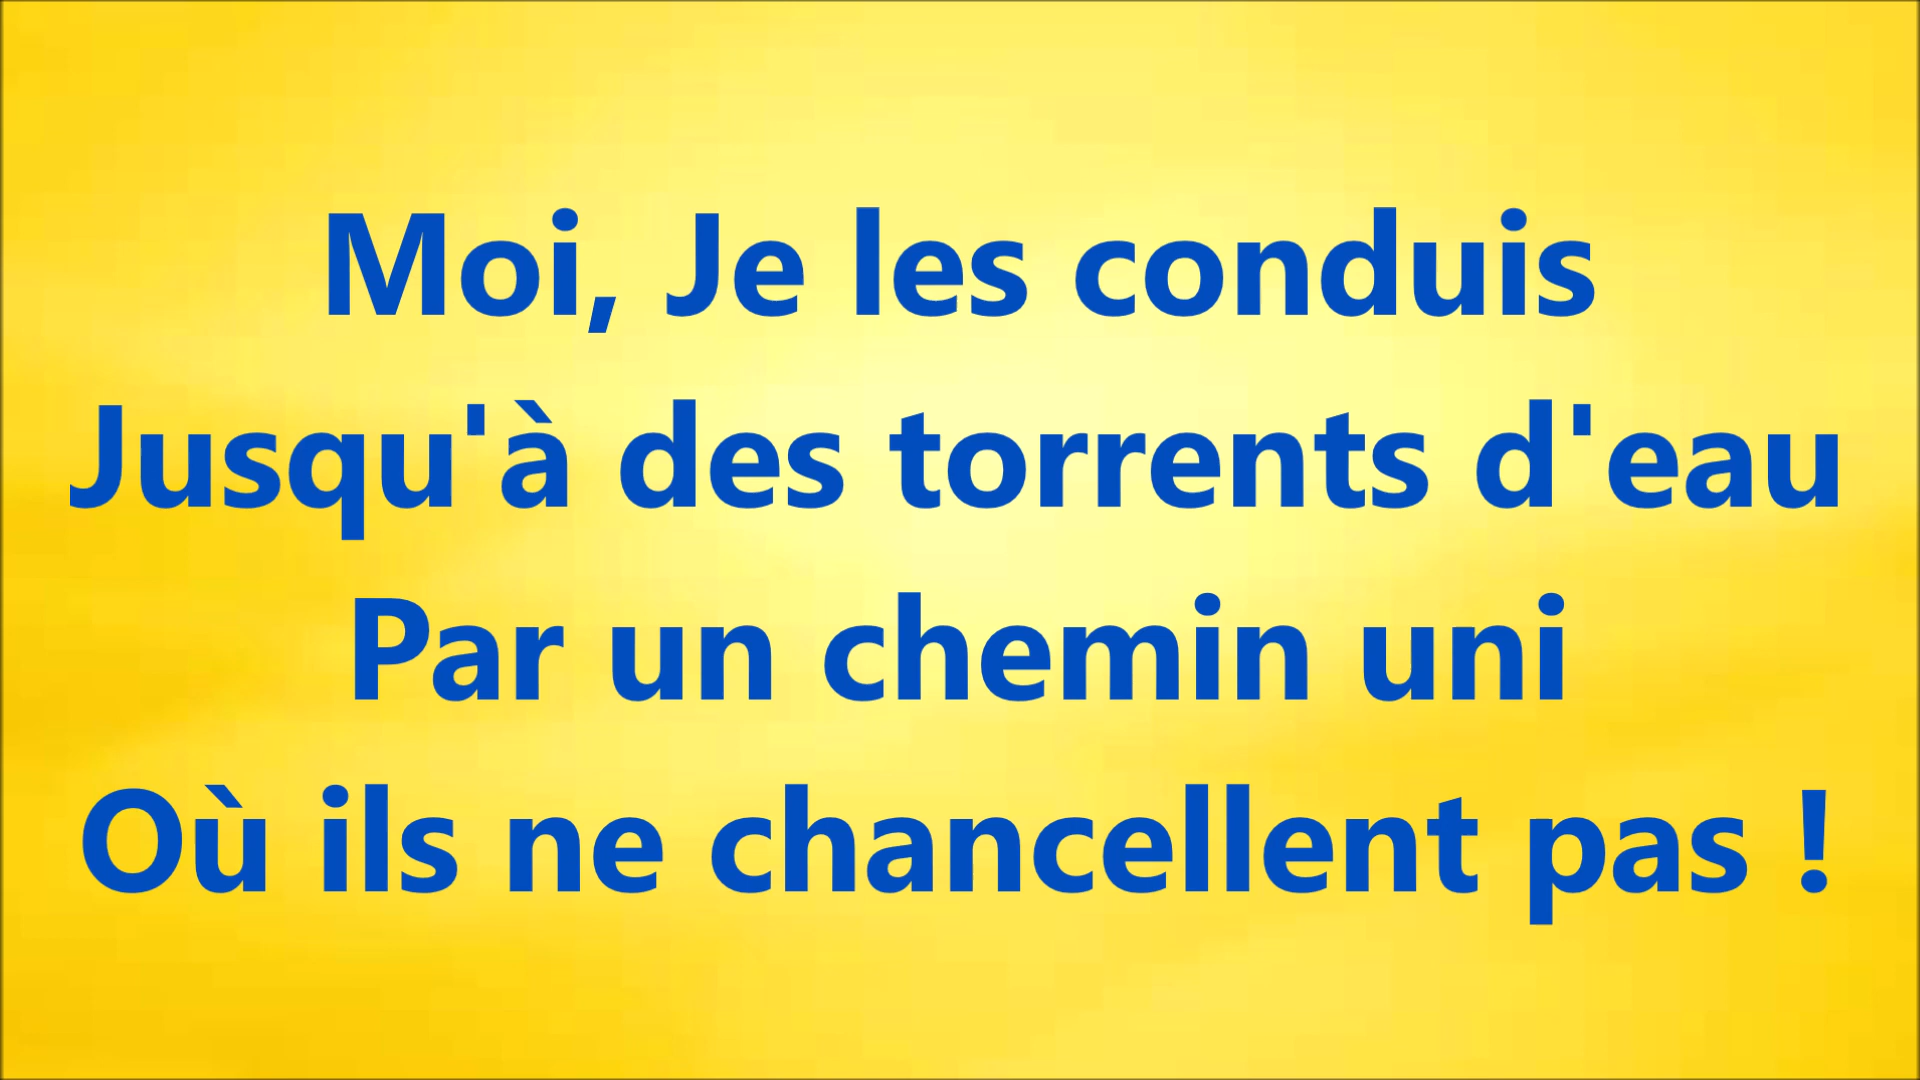 Moi, Je les conduis
Jusqu'à des torrents d'eau
Par un chemin uni
Où ils ne chancellent pas !